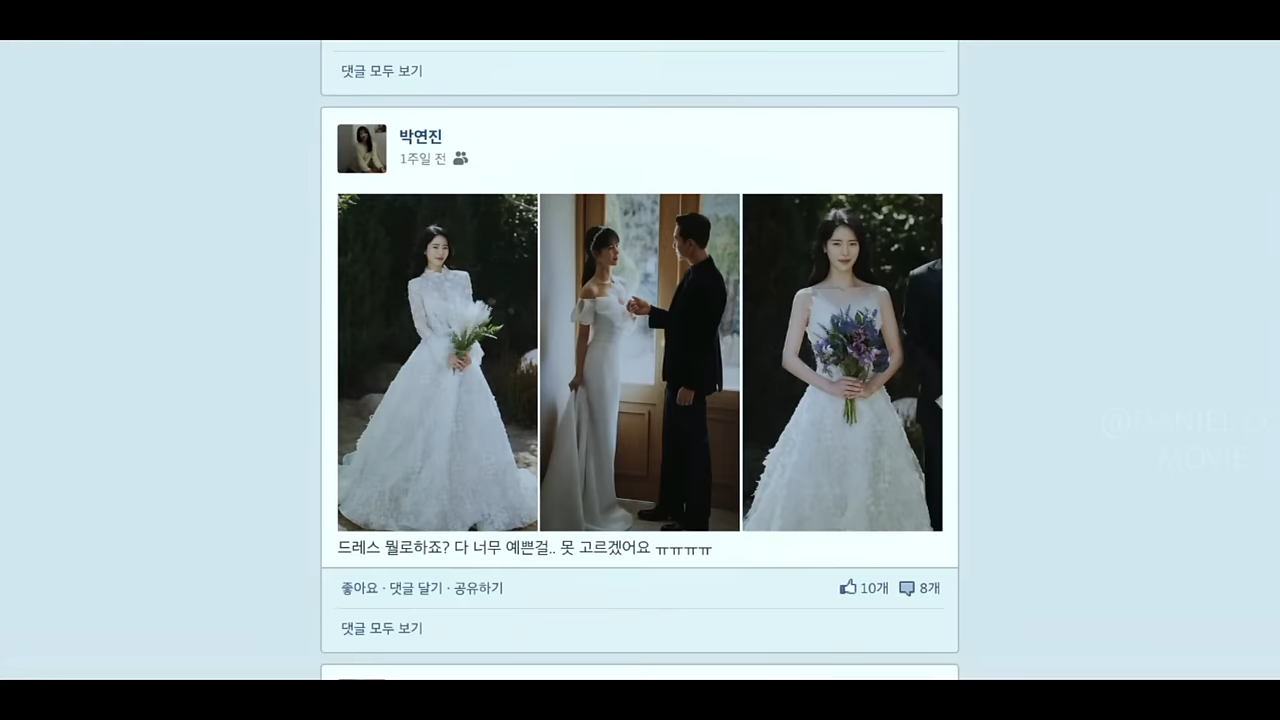 댓글 모두 보기
박연진
1주일 전
드레스 뭘로하죠? 다 너무 예쁜걸.. 못 고르겠어요 ㅠㅠㅠㅠ
좋아요 · 댓글 달기 · 공유하기 10개 8개
댓글 모두 보기
MOVIE